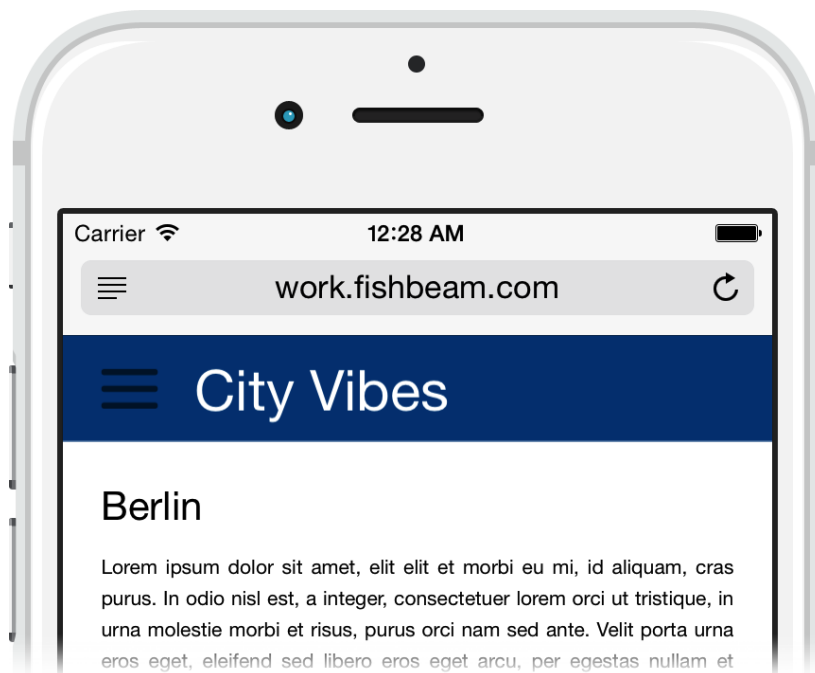 Carrier
12:28 AM
work.fishbeam.com
City Vibes
Berlin
Lorem ipsum dolor sit amet, elit elit et morbi eu mi, id aliquam, cras
purus. In odio nisl est, a integer, consectetuer lorem orci ut tristique, in
urna molestie morbi et risus, purus orci nam sed ante. Velit porta urna
eros eget, eleifend sed libero eros eget arcu, per egestas nullam et